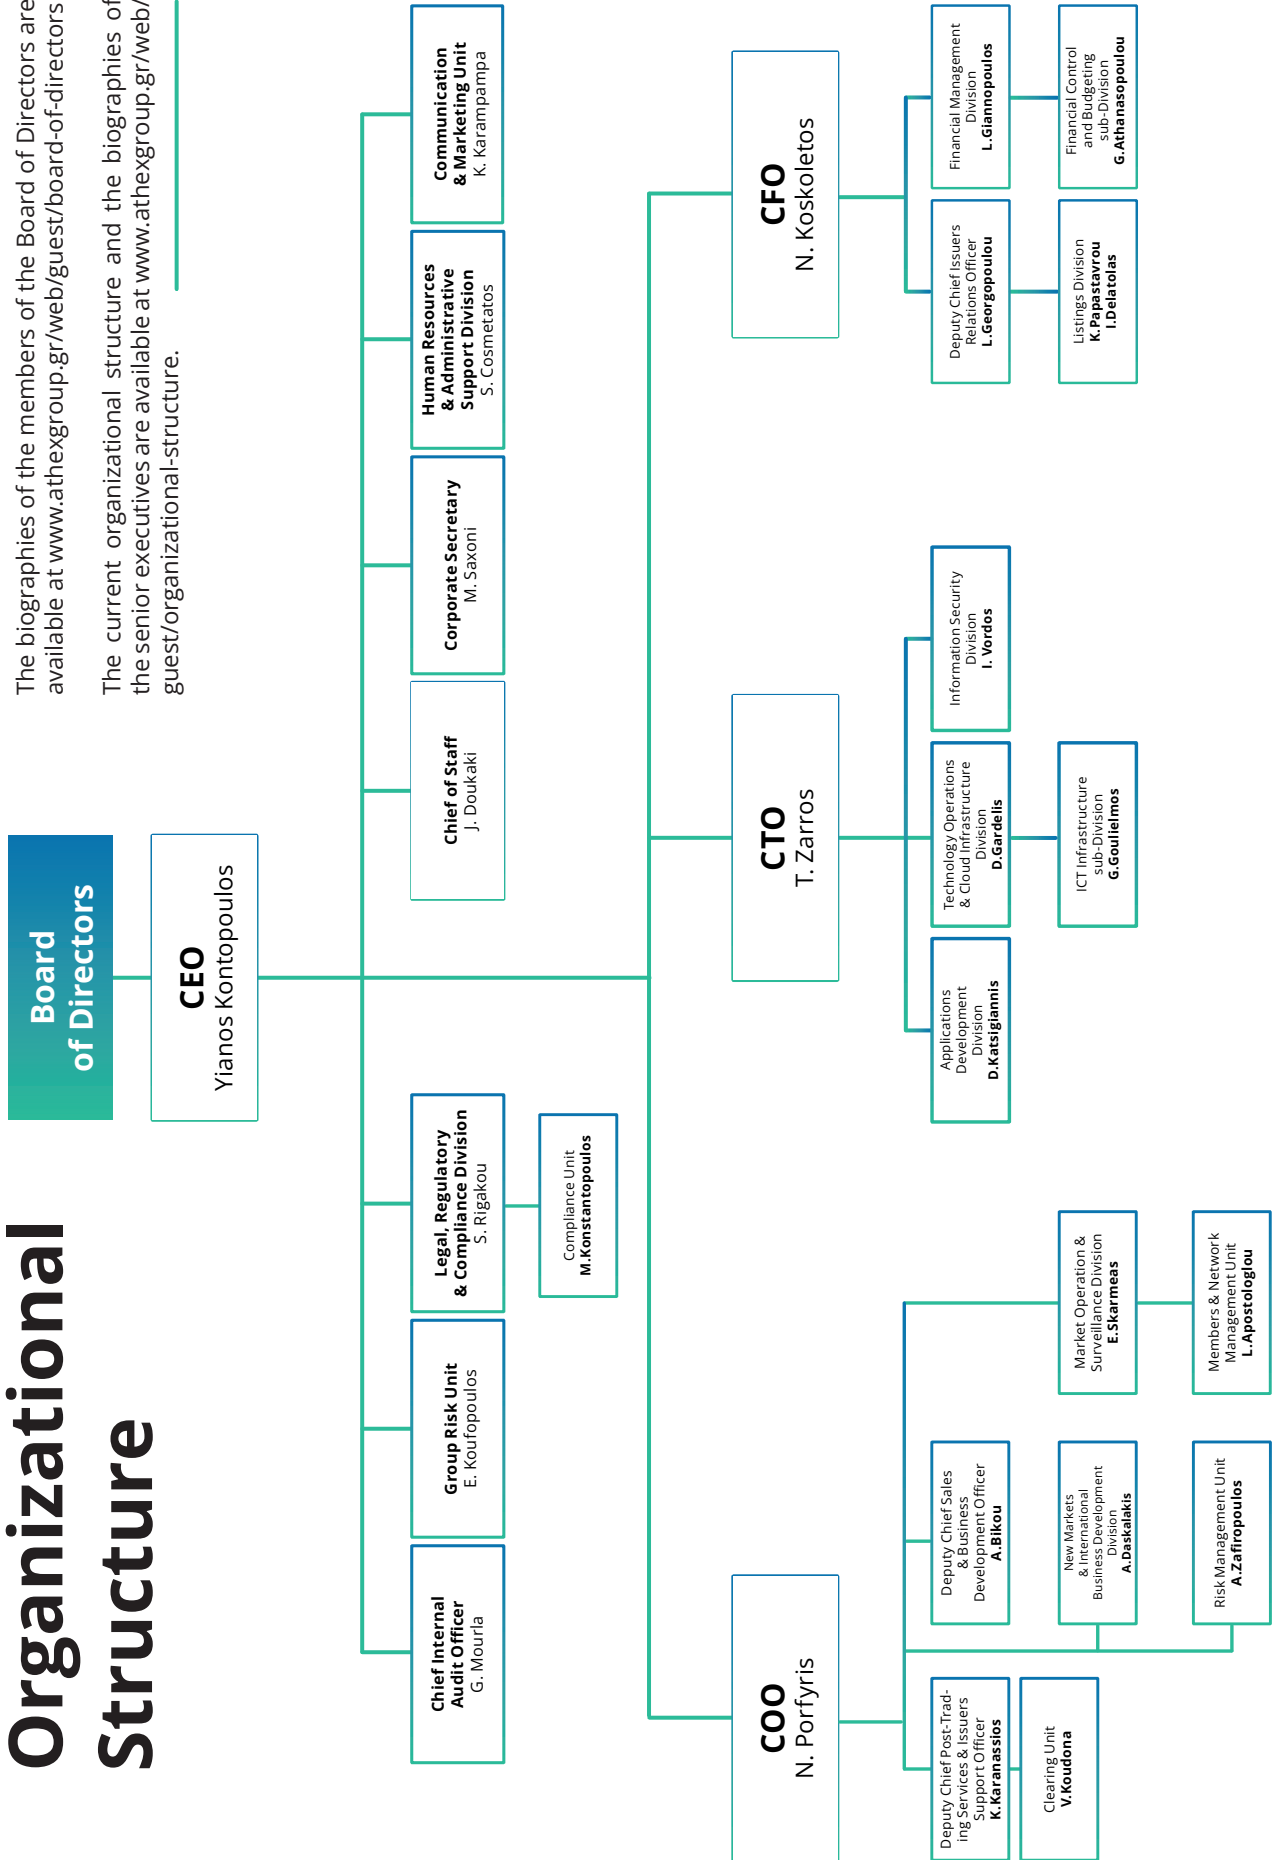 Organizational
Structure
Board
of Directors
The biographies of the members of the Board of Directors are
available at www.athexgroup.gr/web/guest/board-of-directors
The current organizational structure and the biographies of
the senior executives are available at www.athexgroup.gr/web/
guest/organizational-structure.
CEO
Yianos Kontopoulos
Chief Internal
Audit Officer
G. Mourla
Group Risk Unit
E. Koufopoulos
Legal, Regulatory
& Compliance Division
S. Rigakou
Compliance Unit
M.Konstantopoulos
Chief of Staff
J. Doukaki
Corporate Secretary
M. Saxoni
Human Resources
& Administrative
Support Division
S. Cosmetatos
Communication
& Marketing Unit
K. Karampampa
COO
N. Porfyris
CTO
T. Zarros
CFO
N. Koskoletos
Deputy Chief Post-Trad-
ing Services & Issuers
Support Officer
K.Karanassios
Clearing Unit
V.Koudona
Deputy Chief Sales
& Business
Development Officer
A.Bikou
New Markets
& International
Business Development
Division
A.Daskalakis
Risk Management Unit
A.Zafiropoulos
Market Operation &
Surveillance Division
E.Skarmeas
Members & Network
Management Unit
L.Apostologlou
Applications
Development
Division
D.Katsigiannis
Technology Operations
& Cloud Infrastructure
Division
D.Gardelis
ICT Infrastructure
sub-Division
G.Goulielmos
Information Security
Division
I. Vordos
Deputy Chief Issuers
Relations Officer
L.Georgopoulou
Listings Division
K.Papastavrou
I.Delatolas
Financial Management
Division
L.Giannopoulos
Financial Control
and Budgeting
sub-Division
G.Athanasopoulou